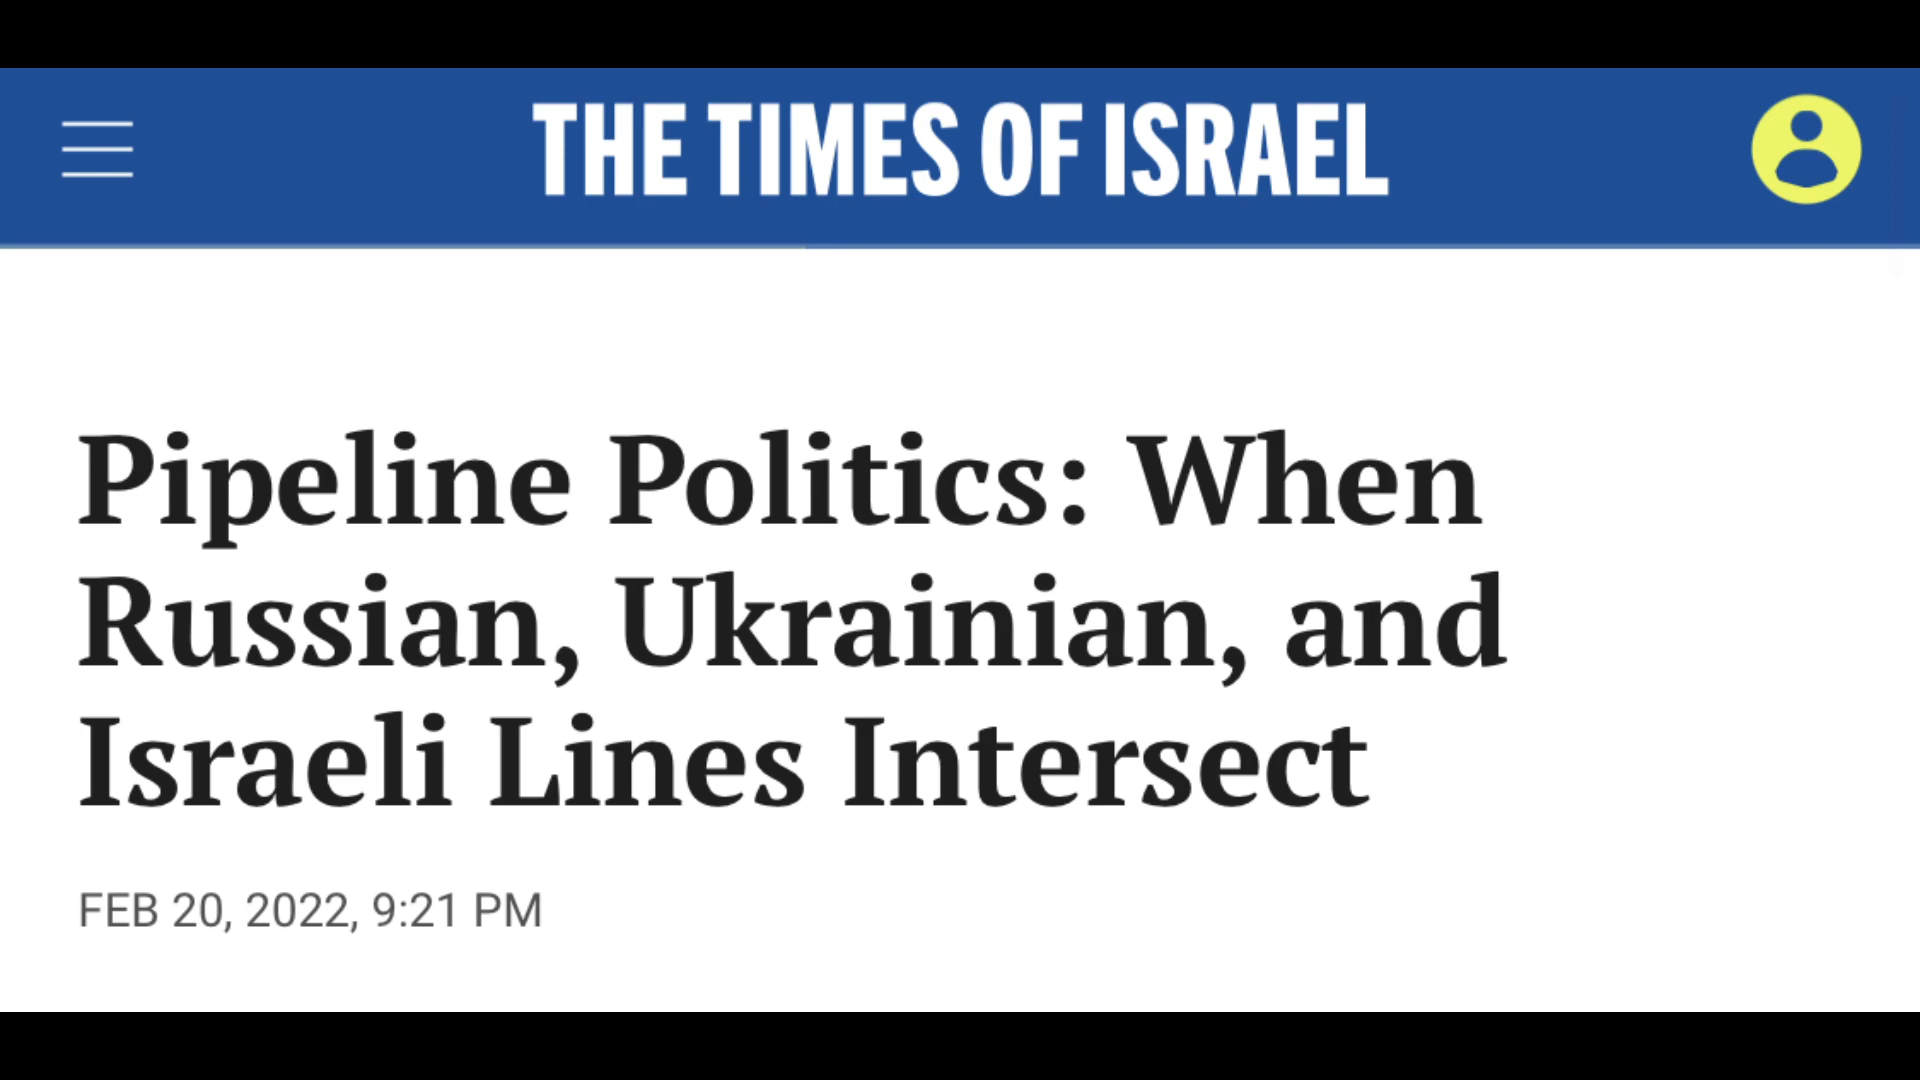 THE TIMES OF ISRAEL
Pipeline Politics: When
Russian, Ukrainian, and
Israeli Lines Intersect
FEB 20, 2022, 9:21 PM